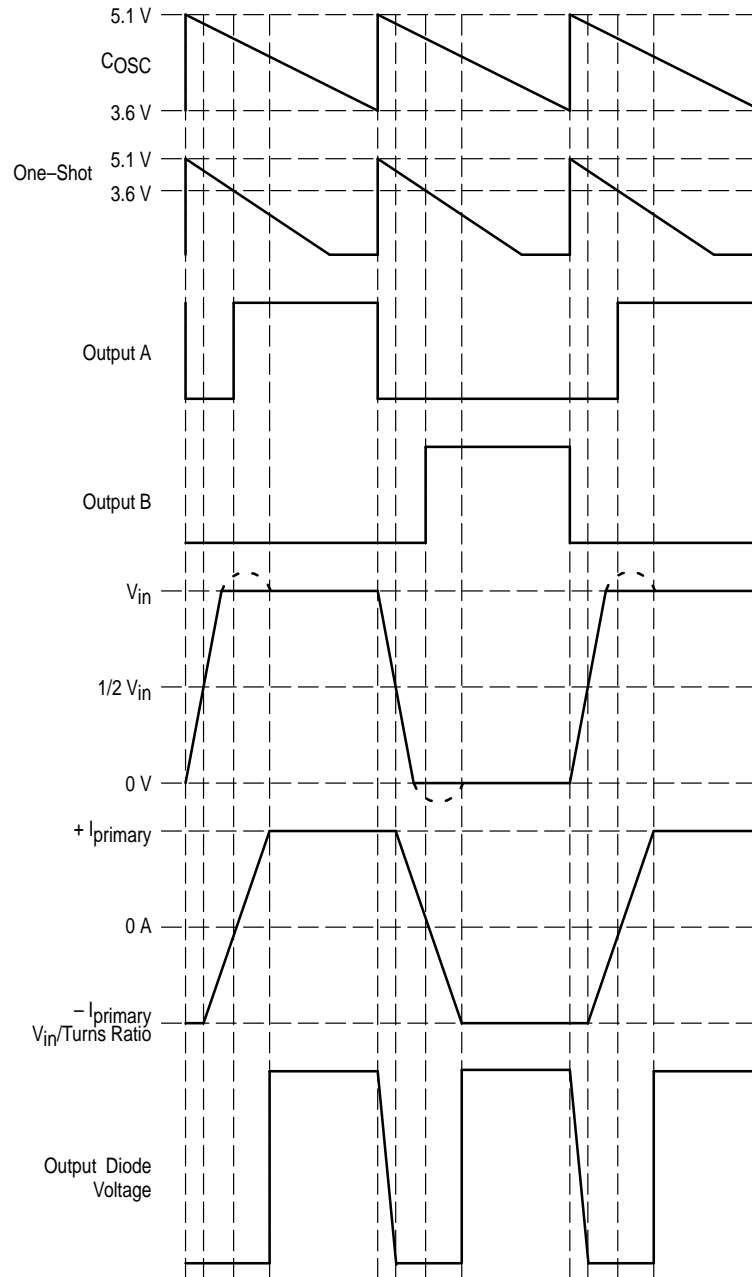 5.1 V
COSC
3.6 V
5.1 V
One–Shot
3.6 V
Output A
Output B
Vin
1/2 Vin
0 V
+ Iprimary
0 A
– Iprimary
Vin/Turns Ratio
Output Diode
Voltage